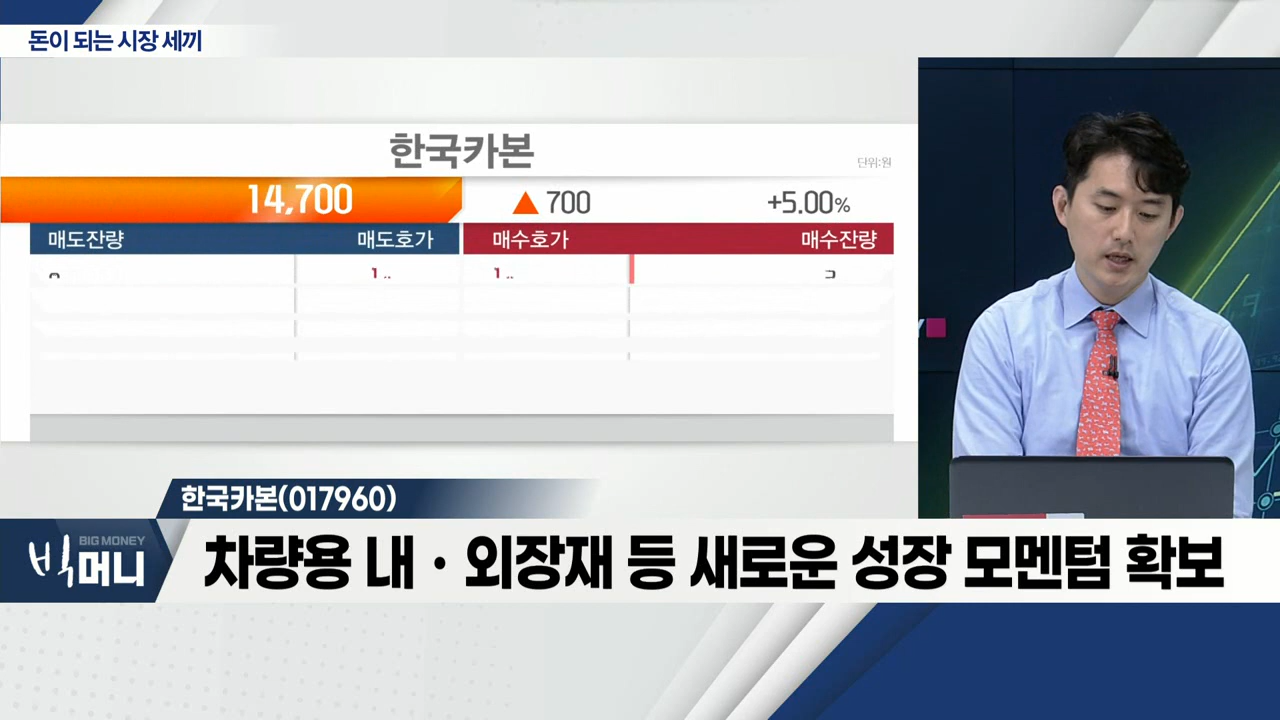 돈이 되는 시장 세끼
한국카본
단위:원
14,700 ▲ 700 +5.00%
매도잔량 매도호가 매수호가 매수잔량
한국카본(017960)
BIG MONEY
빅머니
차량용 내·외장재 등 새로운 성장 모멘텀 확보